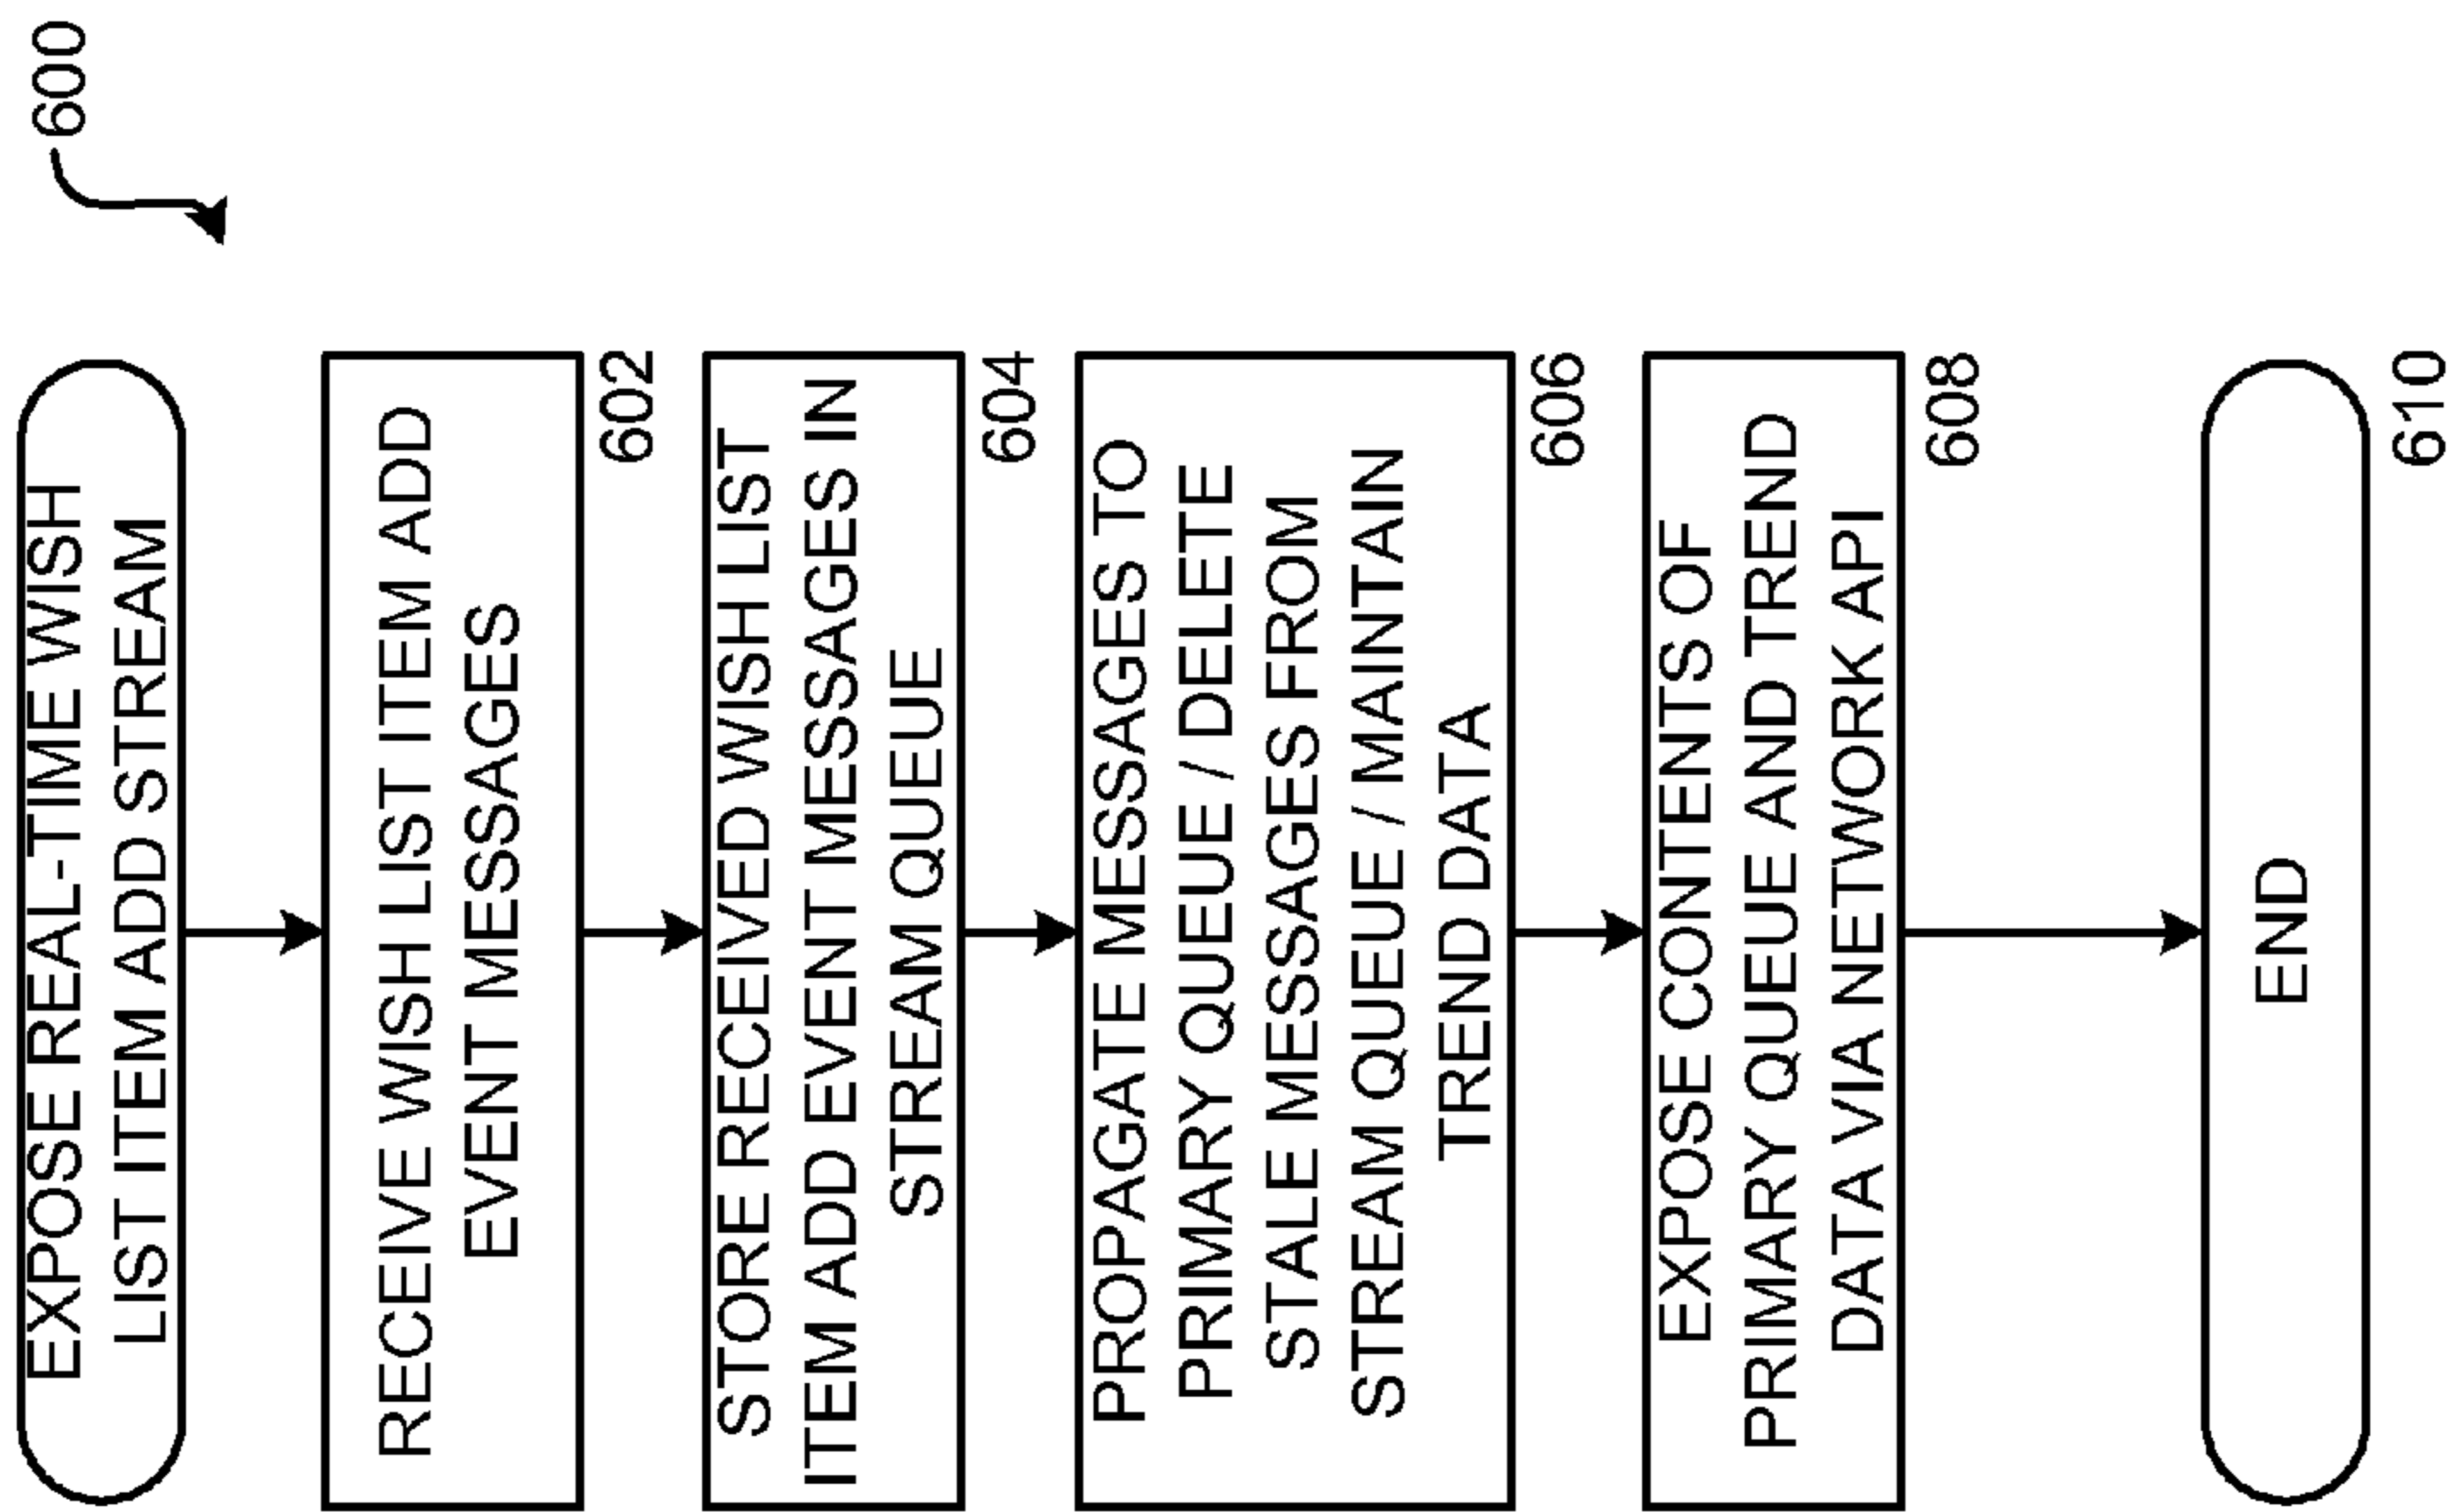 600
EXPOSE REAL-TIME WISH
LIST ITEM ADD STREAM
RECEIVE WISH LIST ITEM ADD
EVENT MESSAGES
602
STORE RECEIVED WISH LIST
ITEM ADD EVENT MESSAGES IN
STREAM QUEUE
604
PROPAGATE MESSAGES TO
PRIMARY QUEUE / DELETE
STALE MESSAGES FROM
STREAM QUEUE / MAINTAIN
TREND DATA
606
EXPOSE CONTENTS OF
PRIMARY QUEUE AND TREND
DATA VIA NETWORK API
608
END
610